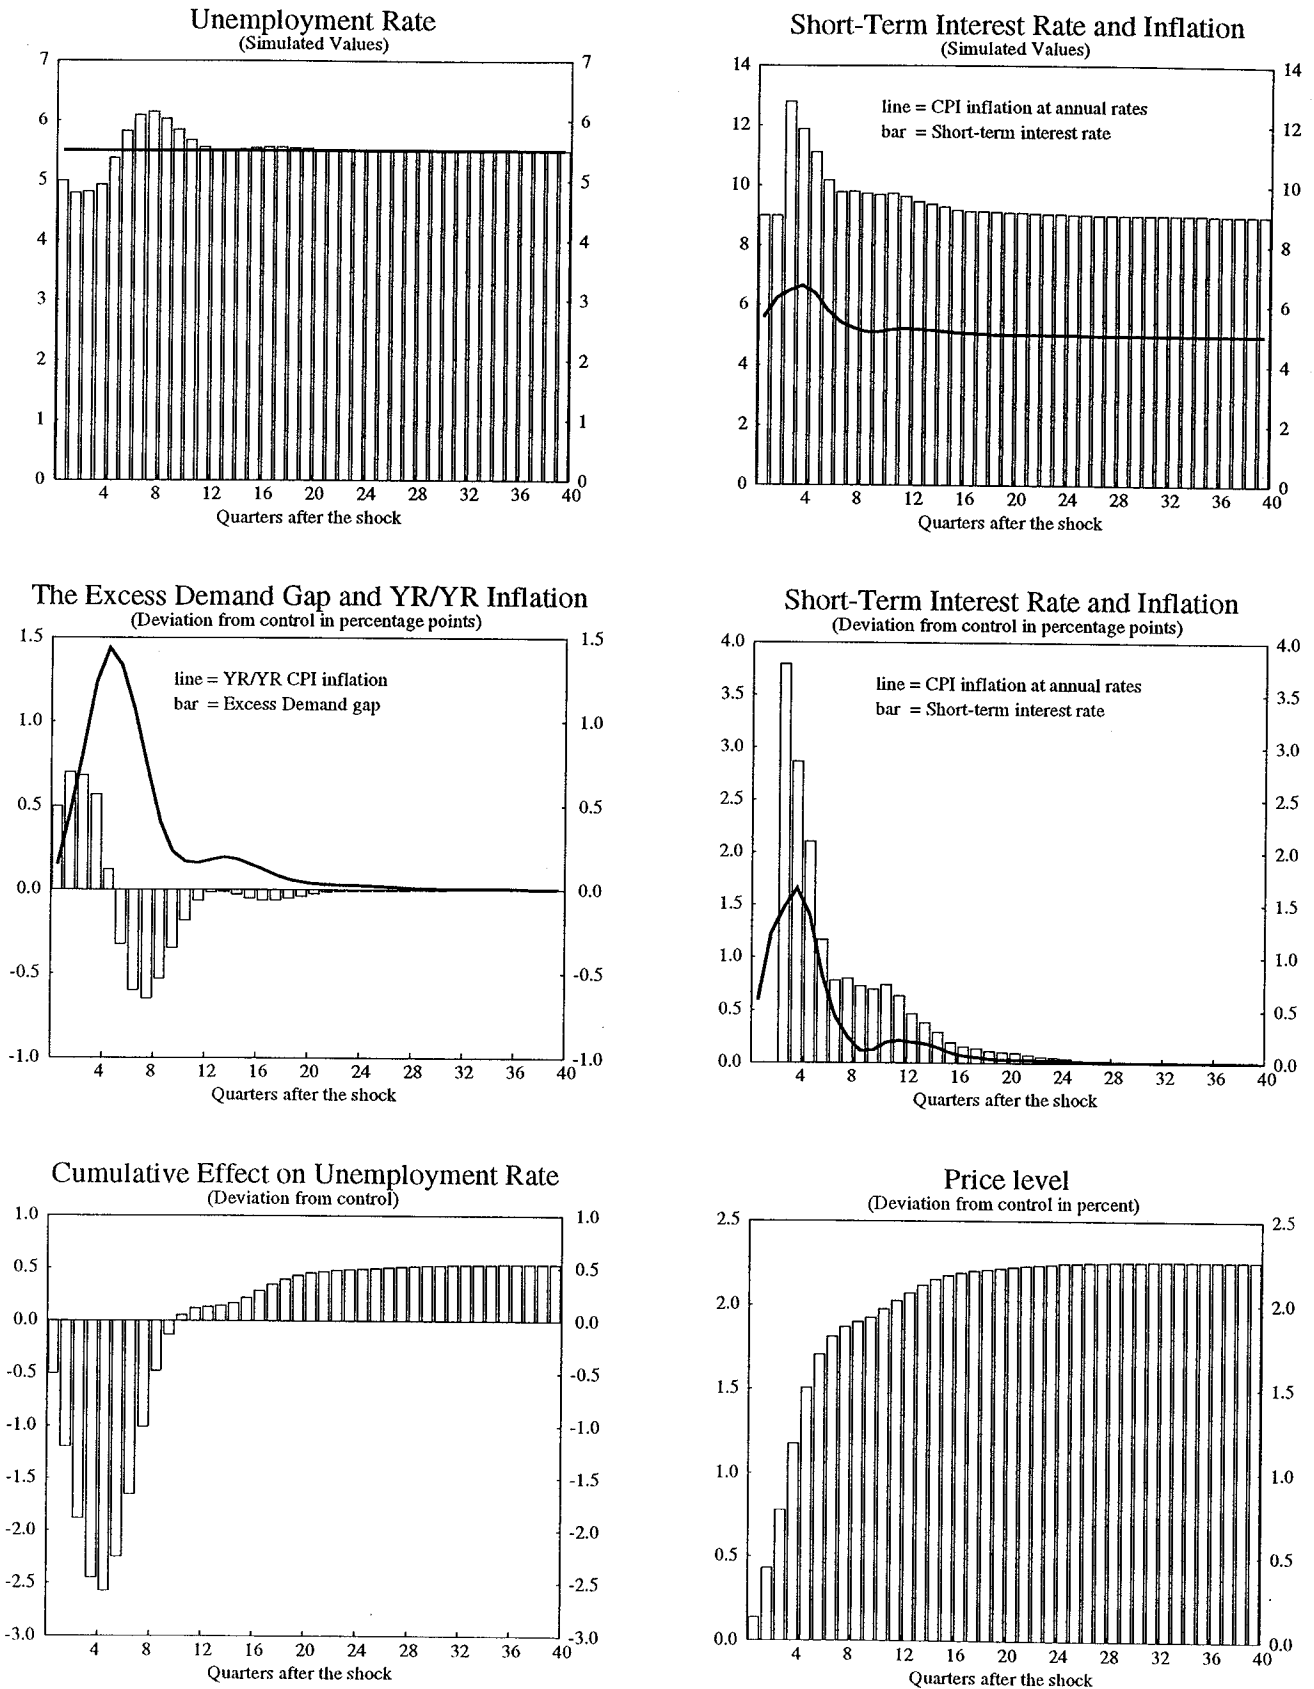 Unemployment Rate
(Simulated Values)
7 7
6 6
5 5
4 4
3 3
2 2
1 1
0 0
4 8 12 16 20 24 28 32 36 40
Quarters after the shock
Short-Term Interest Rate and Inflation
(Simulated Values)
line = CPI inflation at annual rates
bar = Short-term interest rate
14 14
12 12
10 10
8 8
6 6
4 4
2 2
0 0
4 8 12 16 20 24 28 32 36 40
Quarters after the shock
The Excess Demand Gap and YR/YR Inflation
(Deviation from control in percentage points)
line = YR/YR CPI inflation
bar = Excess Demand gap
1.5 1.5
1.0 1.0
0.5 0.5
0.0 0.0
-0.5 -0.5
-1.0 -1.0
4 8 12 16 20 24 28 32 36 40
Quarters after the shock
Short-Term Interest Rate and Inflation
(Deviation from control in percentage points)
line = CPI inflation at annual rates
bar = Short-term interest rate
4.0 4.0
3.5 3.5
3.0 3.0
2.5 2.5
2.0 2.0
1.5 1.5
1.0 1.0
0.5 0.5
0.0 0.0
4 8 12 16 20 24 28 32 36 40
Quarters after the shock
Cumulative Effect on Unemployment Rate
(Deviation from control)
1.0 1.0
0.5 0.5
0.0 0.0
-0.5 -0.5
-1.0 -1.0
-1.5 -1.5
-2.0 -2.0
-2.5 -2.5
-3.0 -3.0
4 8 12 16 20 24 28 32 36 40
Quarters after the shock
Price level
(Deviation from control in percent)
2.5 2.5
2.0 2.0
1.5 1.5
1.0 1.0
0.5 0.5
0.0 0.0
4 8 12 16 20 24 28 32 36 40
Quarters after the shock